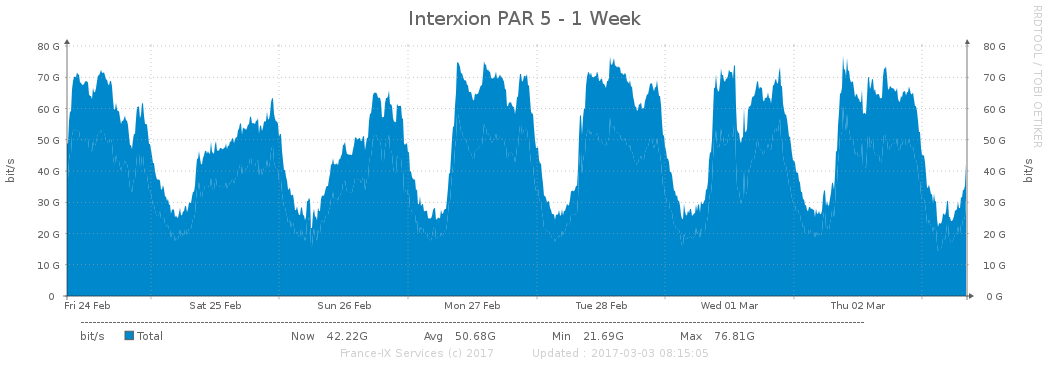 Interxion PAR 5 - 1 Week
RRDTOOL / TOBI OETIKER
80 G 80 G
70 G 70 G
60 G 60 G
50 G 50 G
40 G 40 G
30 G 30 G
20 G 20 G
10 G 10 G
0 0 G
bit/s
bit/s
Fri 24 Feb Sat 25 Feb Sun 26 Feb Mon 27 Feb Tue 28 Feb Wed 01 Mar Thu 02 Mar
bit/s Total Now 42.22G Avg 50.68G Min 21.69G Max 76.81G
France-IX Services (c) 2017 Updated : 2017-03-03 08:15:05